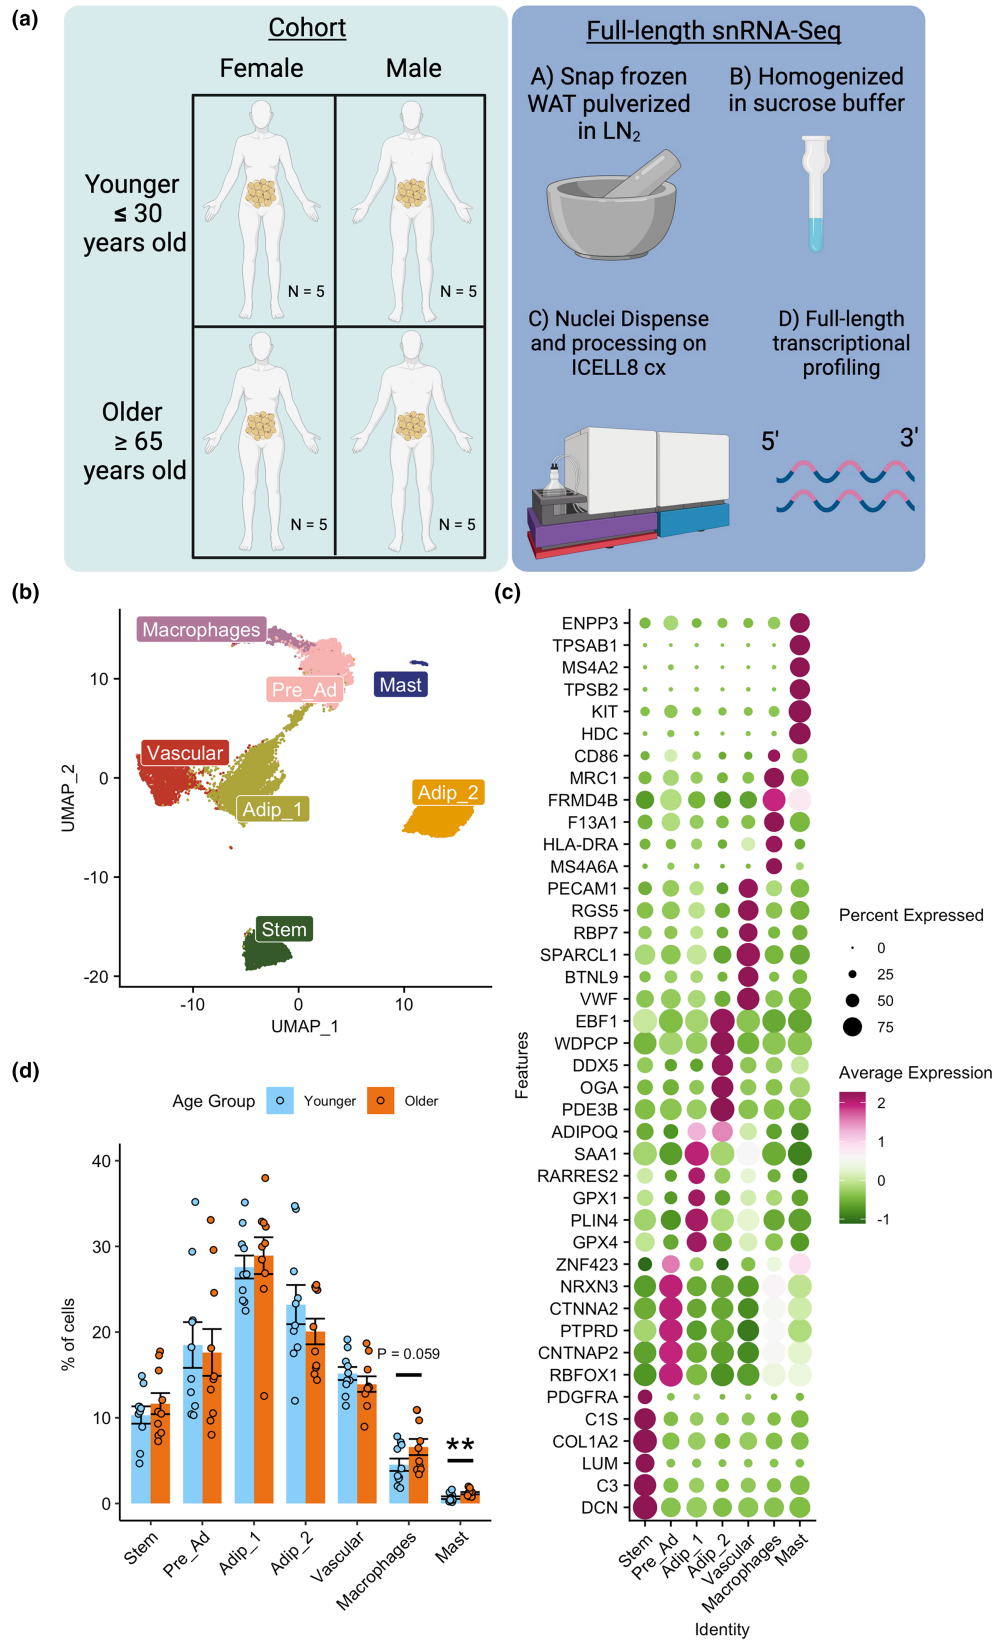 (a)
Cohort
Female
Male
Younger
≤ 30
years old
N = 5
N = 5
Older
≥ 65
years old
N = 5
N = 5
Full-length snRNA-Seq
A) Snap frozen
WAT pulverized
in LN2
B) Homogenized
in sucrose buffer
C) Nuclei Dispense
and processing on
ICELL8 cx
D) Full-length
transcriptional
profiling
5'
3'
(b)
Macrophages
Pre_Ad
Mast
Vascular
Adip_1
Adip_2
Stem
UMAP_2
10
0
-10
-20
-10
0
10
UMAP_1
(c)
Features
ENPP3
TPSAB1
MS4A2
TPSB2
KIT
HDC
CD86
MRC1
FRMD4B
F13A1
HLA-DRA
MS4A6A
PECAM1
RGS5
RBP7
SPARCL1
BTNL9
VWF
EBF1
WDPCP
DDX5
OGA
PDE3B
ADIPOQ
SAA1
RARRES2
GPX1
PLIN4
GPX4
ZNF423
NRXN3
CTNNA2
PTPRD
CNTNAP2
RBFOX1
PDGFRA
C1S
COL1A2
LUM
C3
DCN
Stem
Pre_Ad
Adip_1
Adip_2
Vascular
Macrophages
Mast
Identity
Percent Expressed
0
25
50
75
Average Expression
2
1
0
-1
(d)
Age Group
Younger
Older
% of cells
40
30
20
10
0
P = 0.059
**
Stem
Pre_Ad
Adip_1
Adip_2
Vascular
Macrophages
Mast